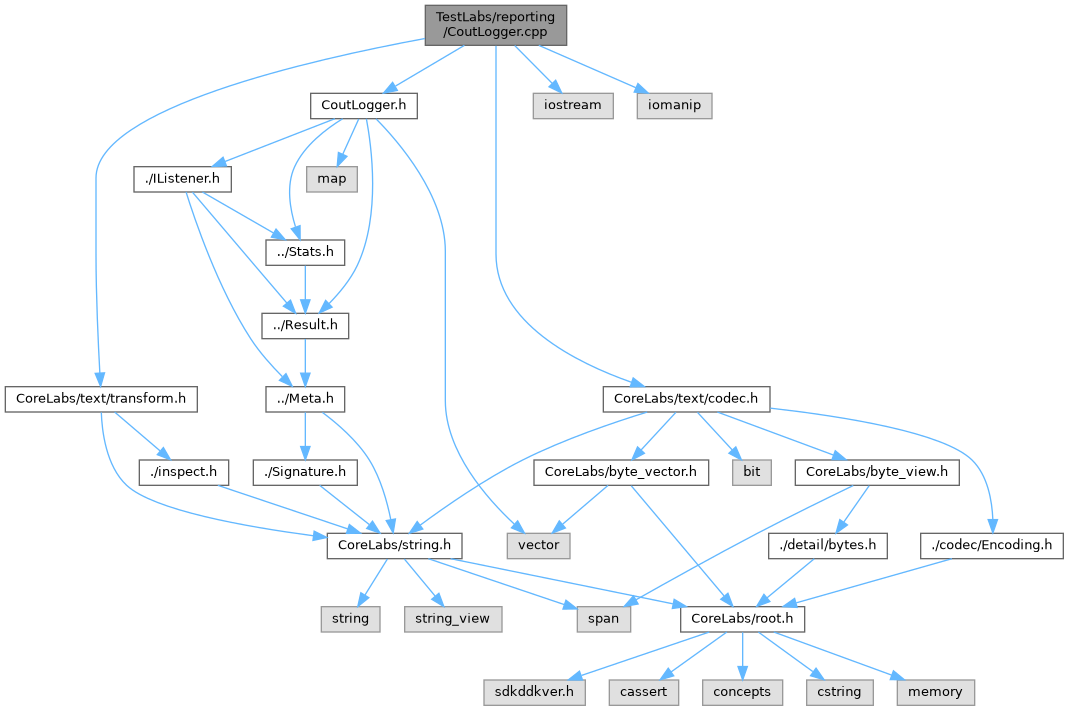 TestLabs/reporting
/CoutLogger.cpp
CoutLogger.h
iostream
iomanip
./IListener.h
map
../Stats.h
../Result.h
CoreLabs/text/transform.h
../Meta.h
CoreLabs/text/codec.h
./inspect.h
./Signature.h
CoreLabs/byte_vector.h
bit
CoreLabs/byte_view.h
CoreLabs/string.h
vector
./detail/bytes.h
./codec/Encoding.h
string
string_view
span
CoreLabs/root.h
sdkddkver.h
cassert
concepts
cstring
memory